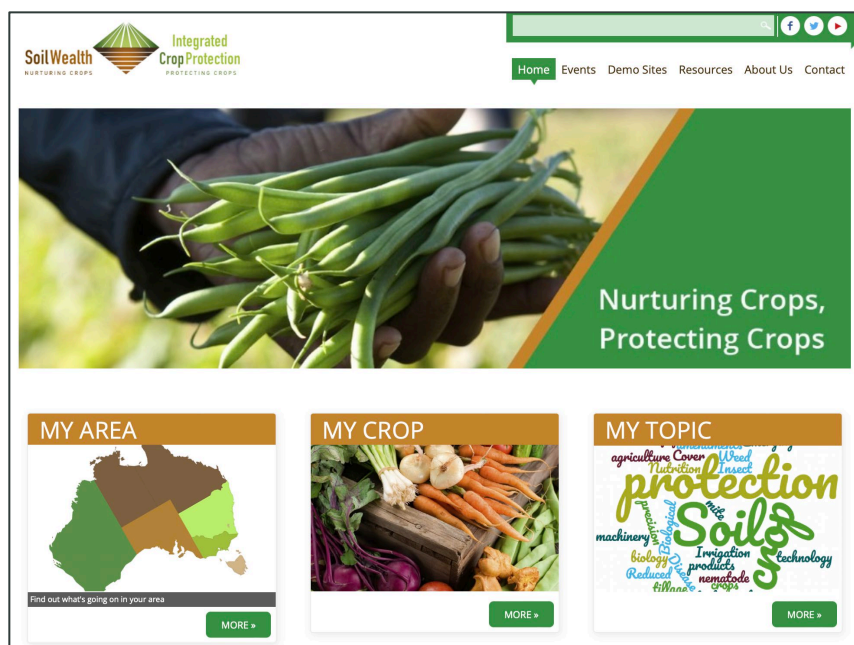 Soil Wealth
NURTURING CROPS
Integrated
Crop Protection
PROTECTING CROPS
Home Events Demo Sites Resources About Us Contact
Nurturing Crops,
Protecting Crops
MY AREA
Find out what's going on in your area
MORE »
MY CROP
MORE »
MY TOPIC
agriculture Cover Weed
Nutrition Insect
protection
precision
Biological
mite
Soil
crop
machinery
biology
Disease
Irrigation
products
technology
Reduced
nematode
tillage
crops
MORE »